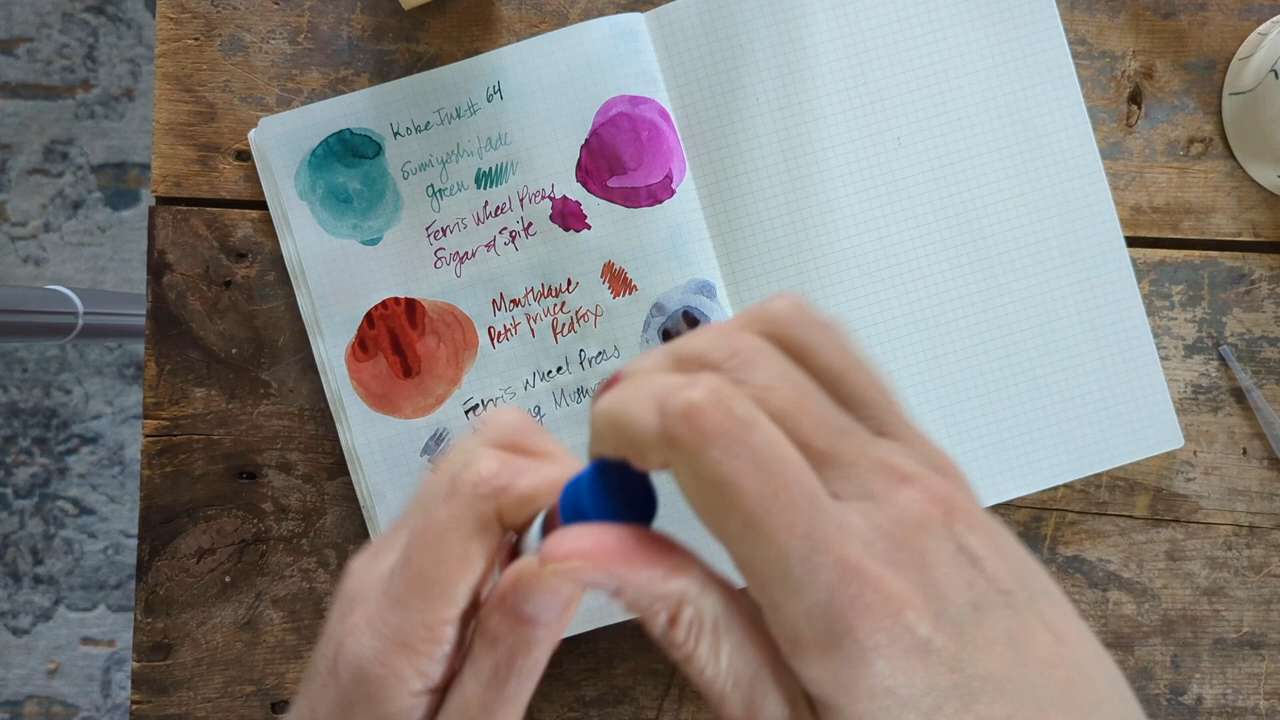 Kobe Ink# 64
Sumiyoshi Jade
green
Ferris Wheel Press
Sugar & Spite
Montblanc
Petit Prince
Red Fox
Ferris Wheel Press